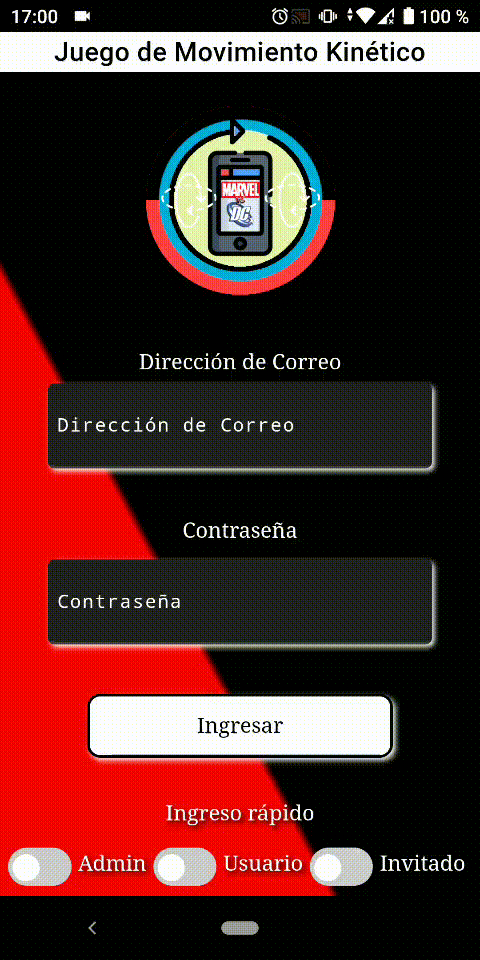 17:00
100 %
Juego de Movimiento Kinético
MARVEL
DC
Dirección de Correo
Dirección de Correo
Contraseña
Contraseña
Ingresar
Ingreso rápido
Admin Usuario Invitado